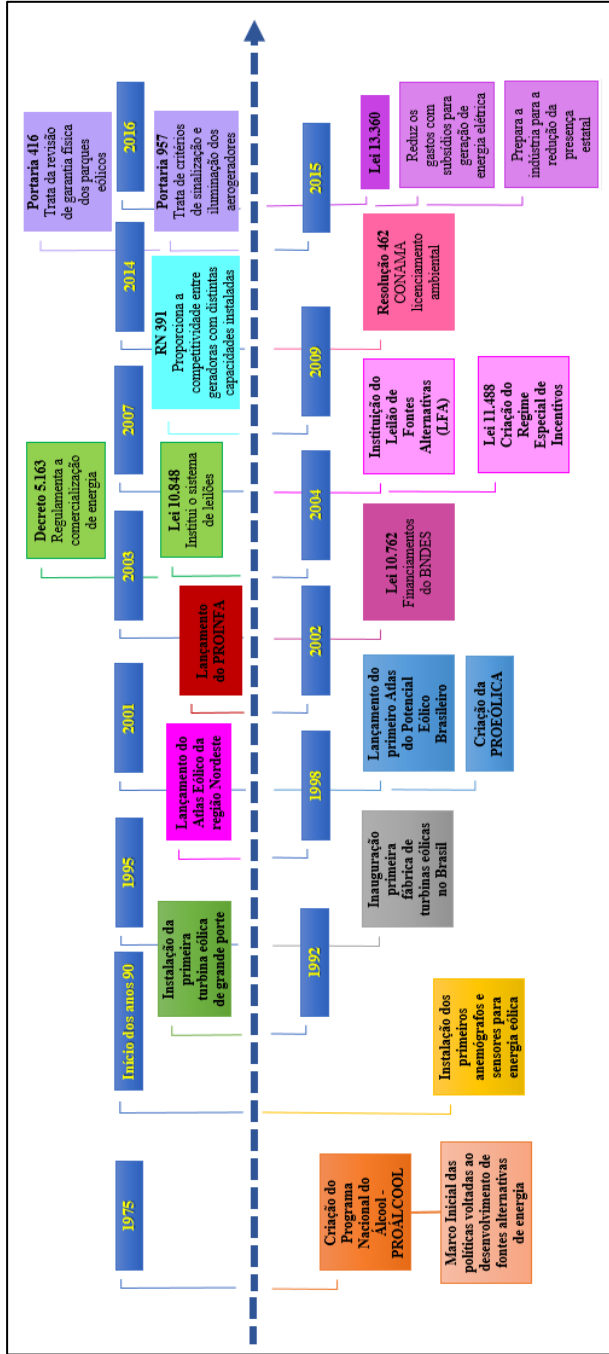 1975
Criação do
Programa
Nacional do
Álcool -
PROÁLCOOL
Marco Inicial das
políticas voltadas ao
desenvolvimento de
fontes alternativas
de energia
Início dos anos 90
Instalação dos
primeiros
anemógrafos e
sensores para
energia eólica
1992
Instalação da
primeira
turbina eólica
de grande porte
1995
Inauguração
primeira
fábrica de
turbinas eólicas
no Brasil
1998
Lançamento do
Atlas Eólico da
região Nordeste
2001
Lançamento do
primeiro Atlas
do Potencial
Eólico
Brasileiro
Criação da
PROEÓLICA
2002
Lançamento
do PROINFA
2003
Lei 10.762
Financiamentos
do BNDES
2004
Decreto 5.163
Regulamenta a
comercialização
de energia
Lei 10.848
Institui o sistema
de leilões
2007
Instituição do
Leilão de
Fontes
Alternativas
(LFA)
Lei 11.488
Criação do
Regime
Especial de
Incentivos
2009
RN 391
Proporciona a
competitividade entre
geradoras com distintas
capacidades instaladas
2014
Resolução 462
CONAMA
licenciamento
ambiental
2015
Portaria 416
Trata da revisão
de garantia física
dos parques
eólicos
Portaria 957
Trata de critérios
de sinalização e
iluminação dos
aerogeradores
2016
Lei 13.360
Reduz os
gastos com
subsídios para
geração de
energia elétrica
Prepara a
indústria para a
redução da
presença
estatal